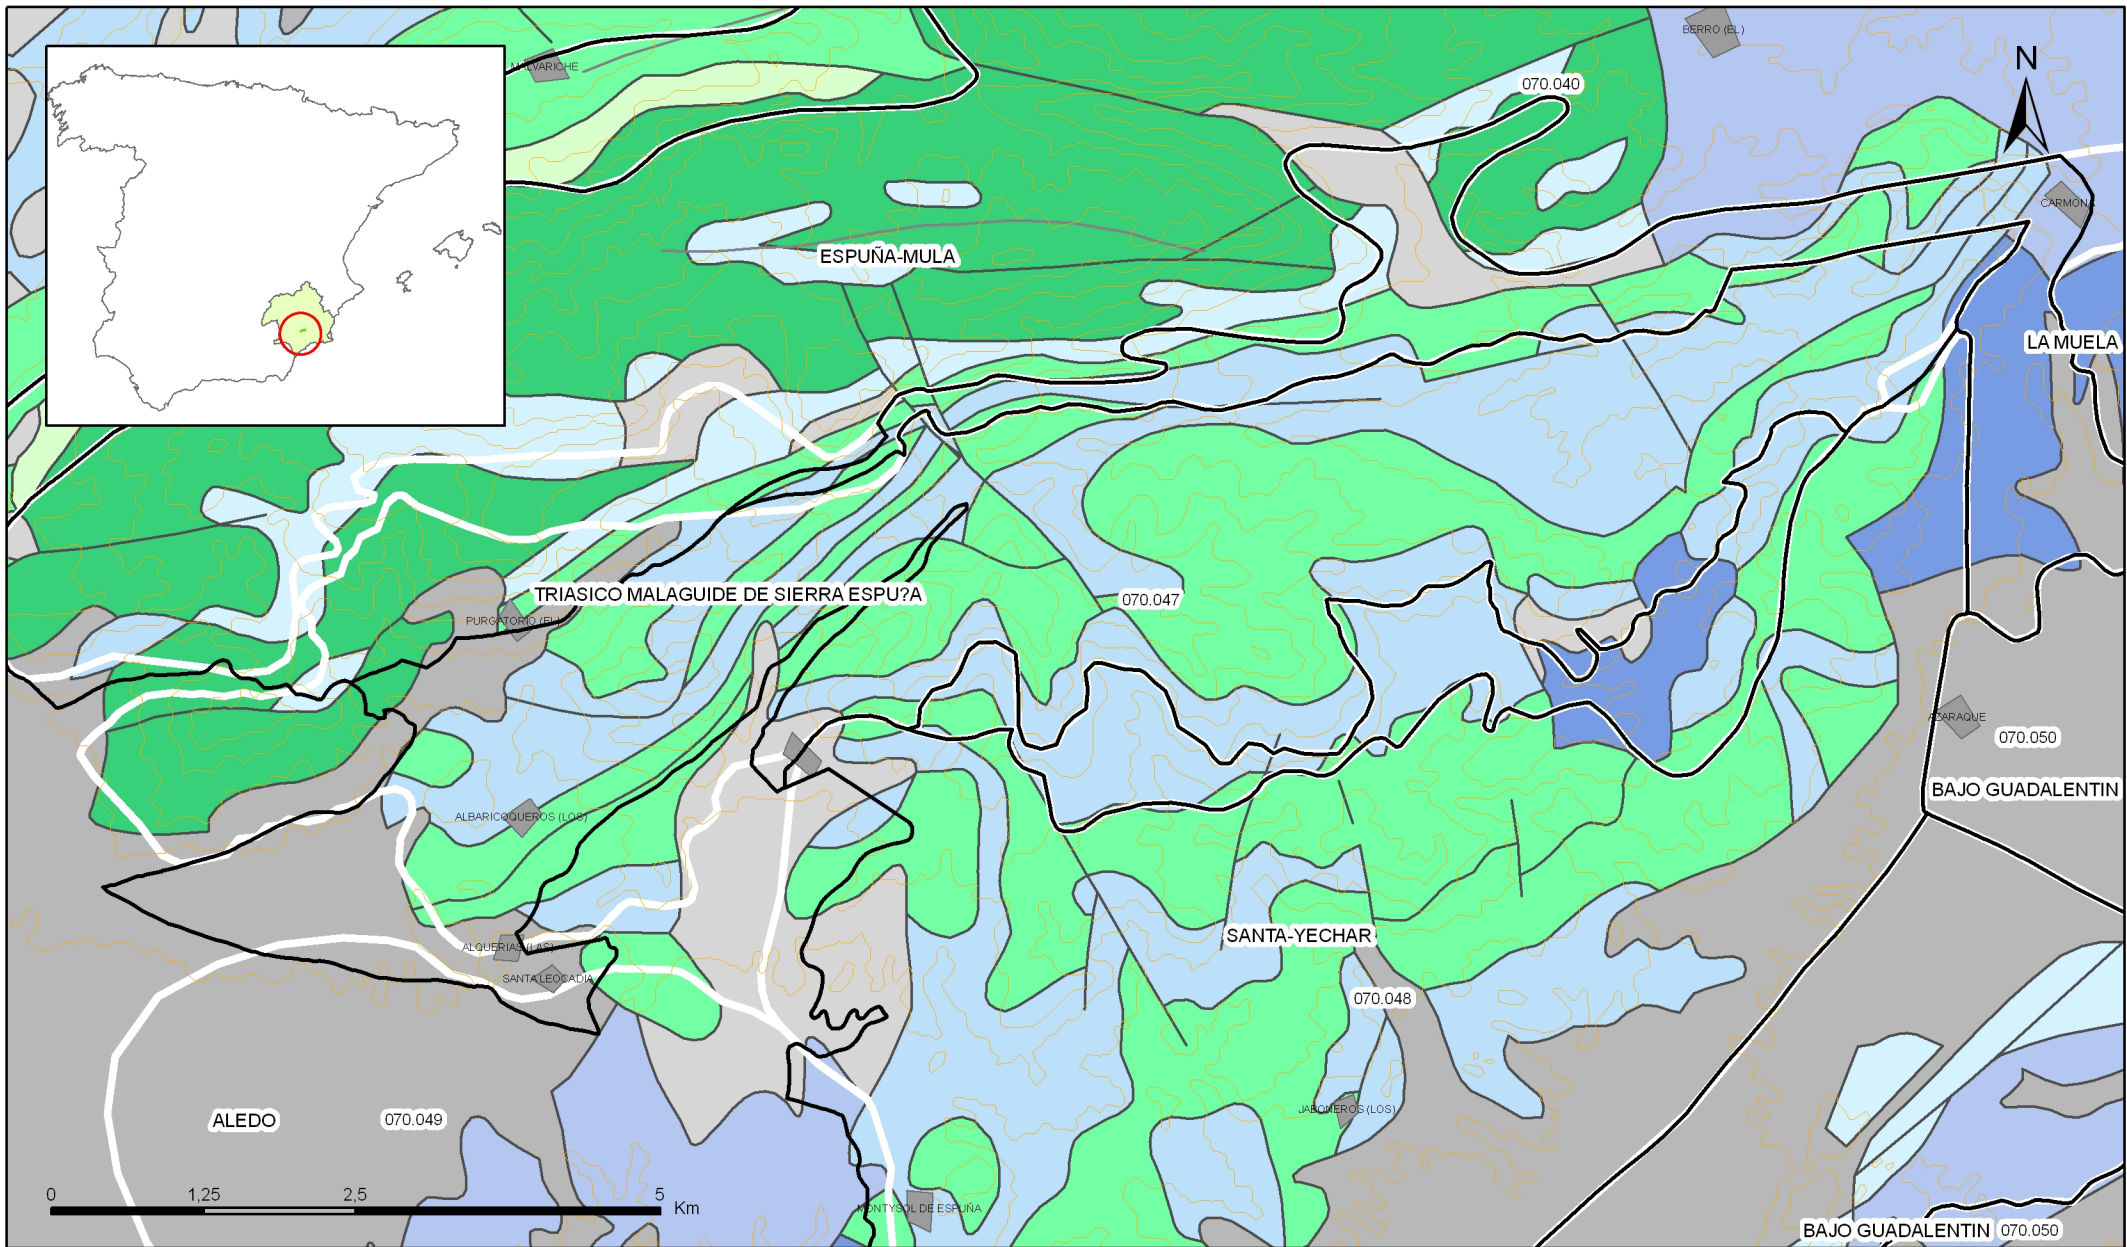 BERRO (EL)
N
MALVARICHE
070.040
CARMONA
ESPUÑA-MULA
LA MUELA
TRIASICO MALAGUIDE DE SIERRA ESPU?A
070.047
PURGATORIO (EL)
AZARAQUE
070.050
BAJO GUADALENTIN
ALBARICOQUEROS (LOS)
SANTA-YECHAR
ALQUERIAS (LAS)
SANTA LEOCADIA
070.048
ALEDO
070.049
JABONEROS (LOS)
0 1,25 2,5 5 Km
MONTYSOL DE ESPUÑA
BAJO GUADALENTIN 070.050